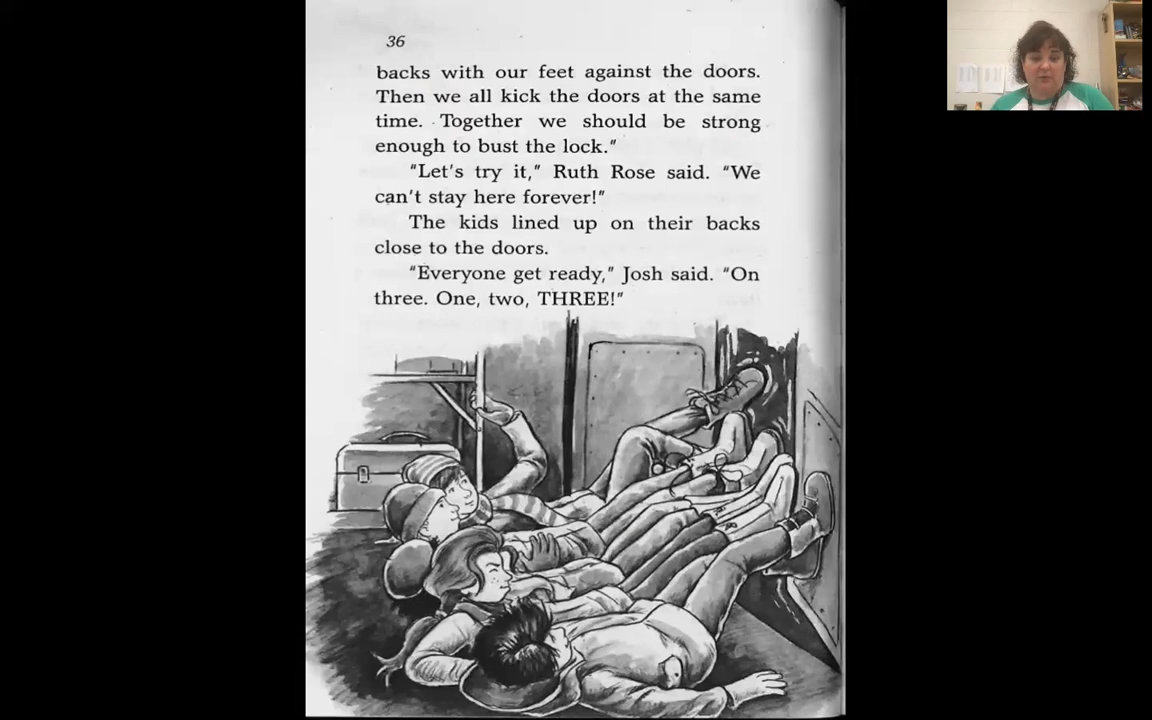 36
backs with our feet against the doors.
Then we all kick the doors at the same
time. Together we should be strong
enough to bust the lock."
"Let's try it," Ruth Rose said. "We
can't stay here forever!"
The kids lined up on their backs
close to the doors.
"Everyone get ready," Josh said. "On
three. One, two, THREE!"